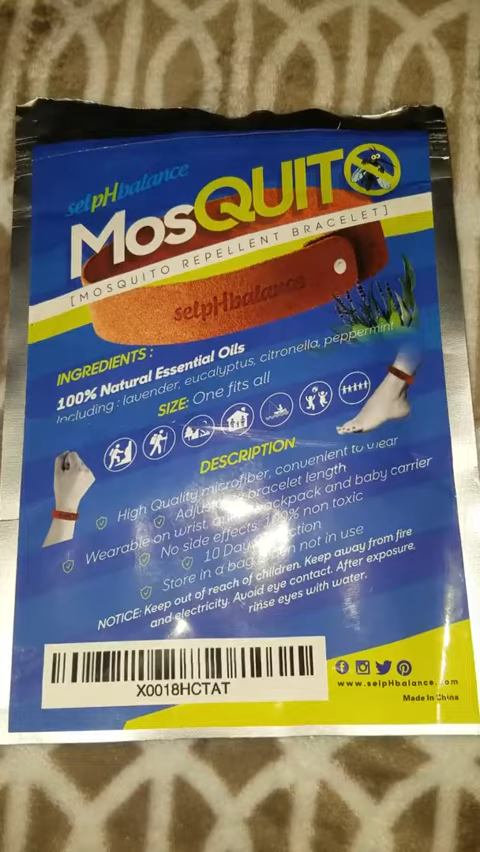 selpHbalance
MosQUITO
[MOSQUITO REPELLENT BRACELET]
selpHbalance
INGREDIENTS:
100% Natural Essential Oils
Including: lavender, eucalyptus, citronella, peppermint
SIZE: One fits all
DESCRIPTION
High Quality microfiber, convenient to wear
bracelet length
Wearable on wrist, backpack and baby carrier
No side effects. 100% non toxic
10 Day
Store in a bag when not in use
NOTICE: Keep out of reach of children. Keep away from fire
and electricity. Avoid eye contact. After exposure,
rinse eyes with water.
X0018HCTAT
www.selpHbalance.com
Made In China